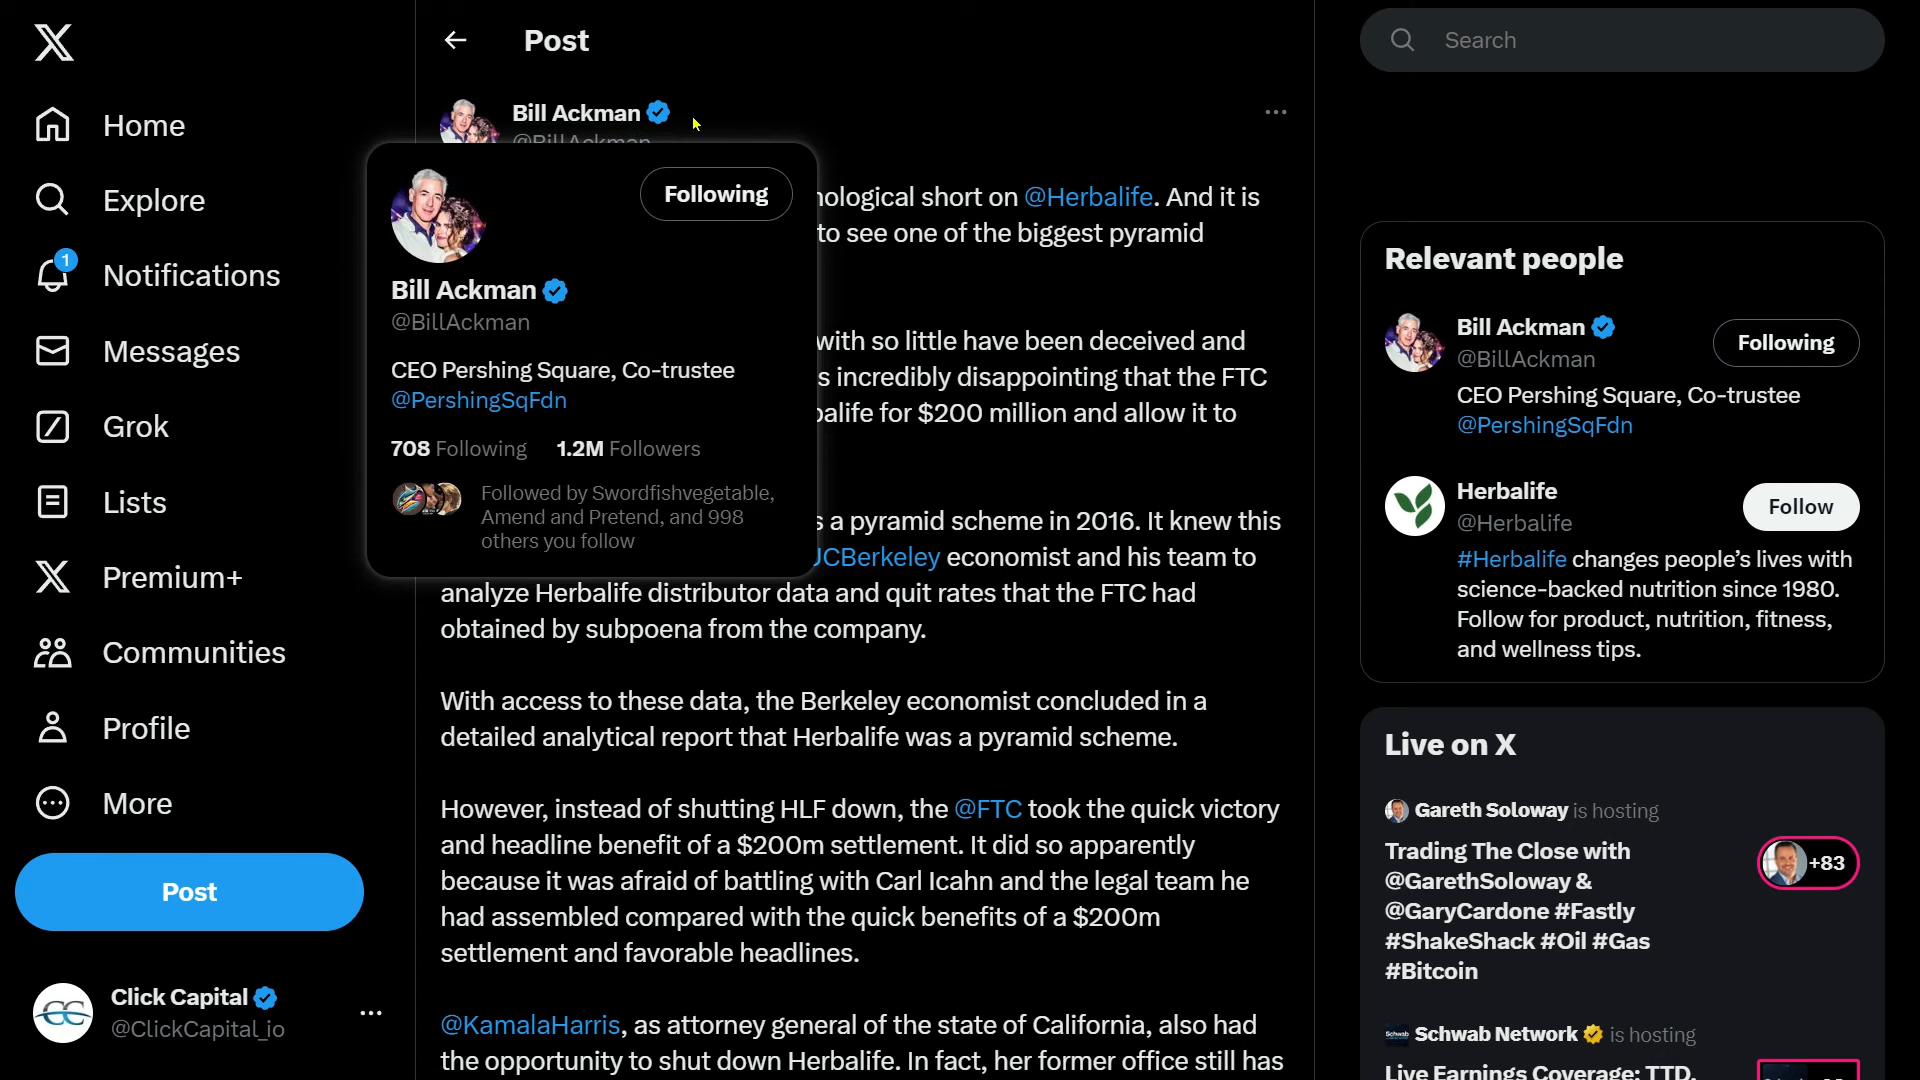 Home
Explore
1
Notifications
Messages
Grok
Lists
Premium+
Communities
Profile
More
Post
Click Capital
@ClickCapital_io
Post
Bill Ackman
@BillAckman
Following
Bill Ackman
@BillAckman
CEO Pershing Square, Co-trustee
@PershingSqFdn
708 Following 1.2M Followers
Followed by Swordfishvegetable,
Amend and Pretend, and 998
others you follow
short on @Herbalife. And it is
to see one of the biggest pyramid
with so little have been deceived and
incredibly disappointing that the FTC
for $200 million and allow it to
a pyramid scheme in 2016. It knew this
economist and his team to
analyze Herbalife distributor data and quit rates that the FTC had
obtained by subpoena from the company.
With access to these data, the Berkeley economist concluded in a
detailed analytical report that Herbalife was a pyramid scheme.
However, instead of shutting HLF down, the @FTC took the quick victory
and headline benefit of a $200m settlement. It did so apparently
because it was afraid of battling with Carl Icahn and the legal team he
had assembled compared with the quick benefits of a $200m
settlement and favorable headlines.
@KamalaHarris, as attorney general of the state of California, also had
the opportunity to shut down Herbalife. In fact, her former office still has
Search
Relevant people
Bill Ackman
@BillAckman
Following
CEO Pershing Square, Co-trustee
@PershingSqFdn
Herbalife
@Herbalife
Follow
#Herbalife changes people’s lives with
science-backed nutrition since 1980.
Follow for product, nutrition, fitness,
and wellness tips.
Live on X
Gareth Soloway is hosting
Trading The Close with
@GarethSoloway &
@GaryCardone #Fastly
#ShakeShack #Oil #Gas
#Bitcoin
+83
Schwab Network is hosting
Live Earnings Coverage: TTD,